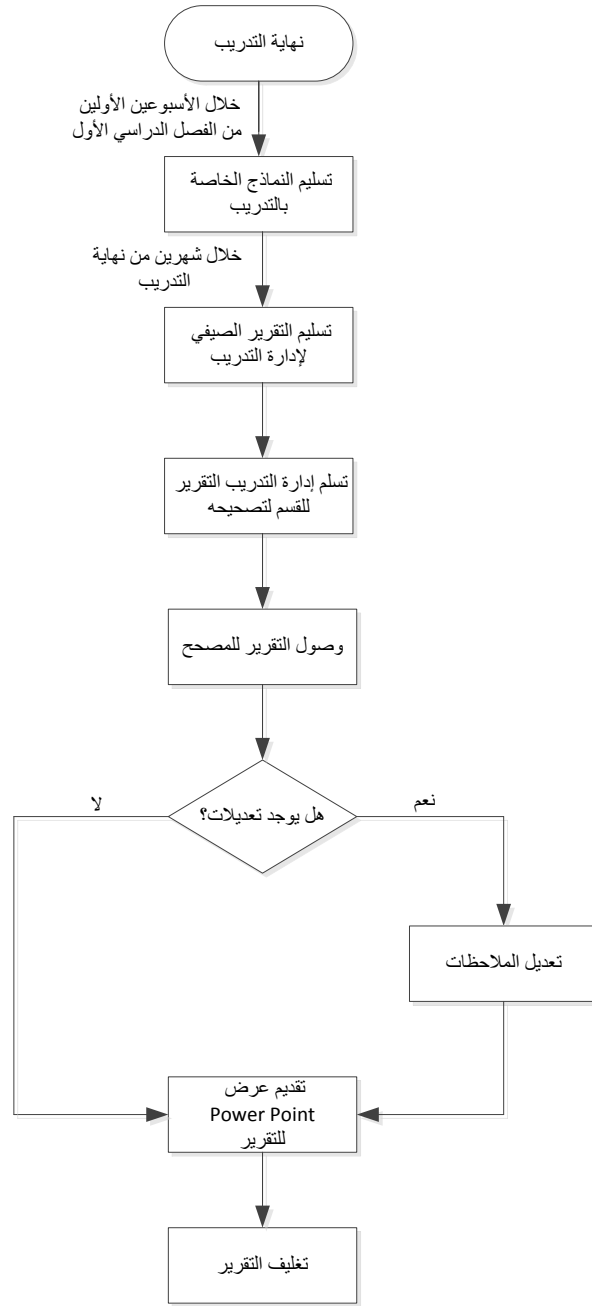 نهاية التدريب
خلال الأسبوعين الأولين
من الفصل الدراسي الأول
تسليم النماذج الخاصة
بالتدريب
خلال شهرين من نهاية
التدريب
تسليم التقرير الصيفي
لإدارة التدريب
تسلم إدارة التدريب التقرير
للقسم لتصحيحه
وصول التقرير للمصحح
هل يوجد تعديلات؟
نعم
لا
تعديل الملاحظات
تقديم عرض
Power Point
للتقرير
تغليف التقرير